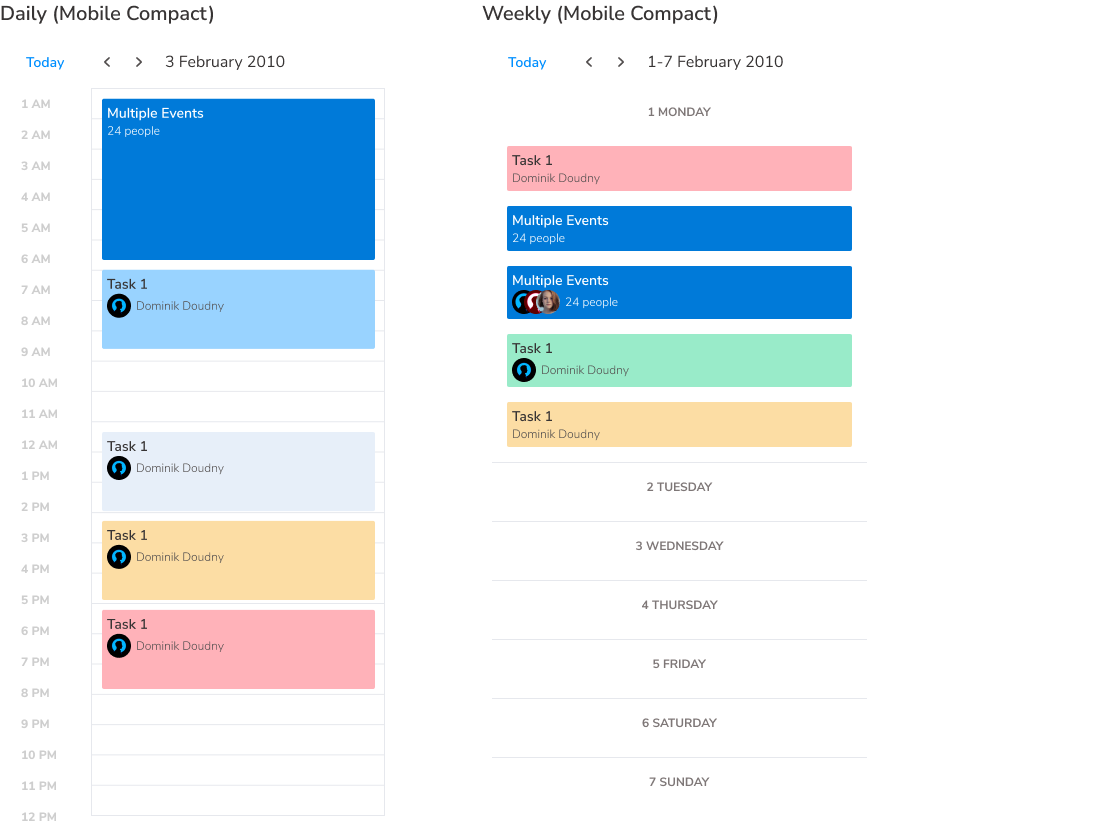 Daily (Mobile Compact)
Today
3 February 2010
1 AM
2 AM
3 AM
4 AM
5 AM
6 AM
7 AM
8 AM
9 AM
10 AM
11 AM
12 AM
1 PM
2 PM
3 PM
4 PM
5 PM
6 PM
7 PM
8 PM
9 PM
10 PM
11 PM
12 PM
Multiple Events
24 people
Task 1
Dominik Doudny
Task 1
Dominik Doudny
Task 1
Dominik Doudny
Task 1
Dominik Doudny
Weekly (Mobile Compact)
Today
1-7 February 2010
1 MONDAY
Task 1
Dominik Doudny
Multiple Events
24 people
Multiple Events
24 people
Task 1
Dominik Doudny
Task 1
Dominik Doudny
2 TUESDAY
3 WEDNESDAY
4 THURSDAY
5 FRIDAY
6 SATURDAY
7 SUNDAY